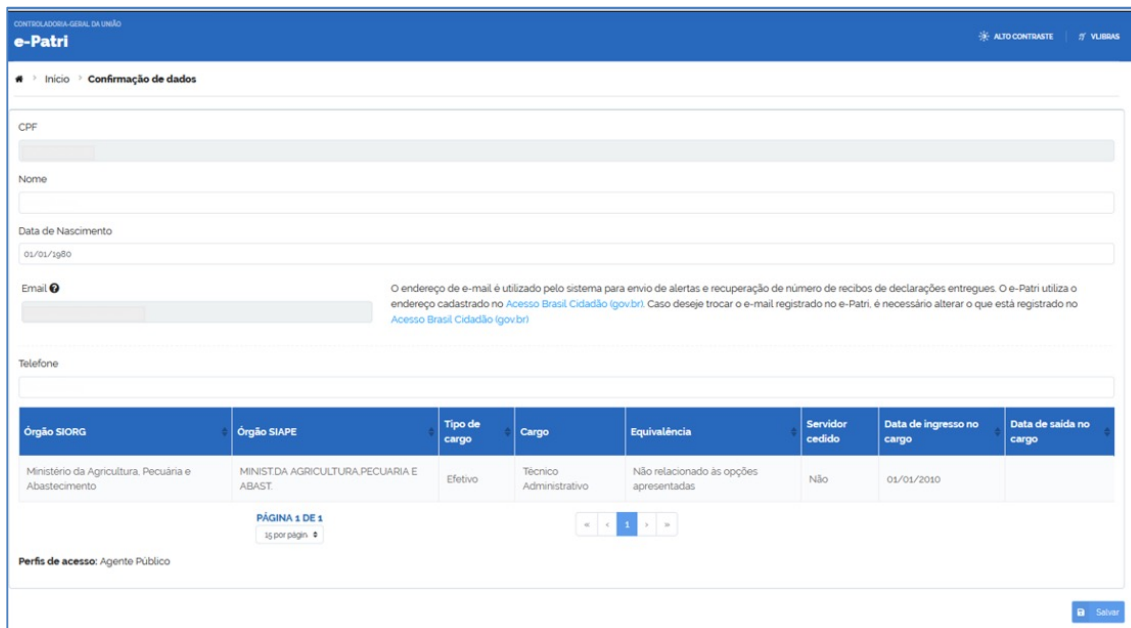 CONTROLADORIA-GERAL DA UNIÃO
e-Patri
ALTO CONTRASTE
VLIBRAS
Início > Confirmação de dados
CPF
Nome
Data de Nascimento
01/01/1980
Email
O endereço de e-mail é utilizado pelo sistema para envio de alertas e recuperação de número de recibos de declarações entregues. O e-Patri utiliza o
endereço cadastrado no Acesso Brasil Cidadão (gov.br). Caso deseje trocar o e-mail registrado no e-Patri, é necessário alterar o que está registrado no
Acesso Brasil Cidadão (gov.br)
Telefone
Órgão SIORG
Órgão SIAPE
Tipo de
cargo
Cargo
Equivalência
Servidor
cedido
Data de ingresso no
cargo
Data de saída no
cargo
Ministério da Agricultura, Pecuária e
Abastecimento
MINIST.DA AGRICULTURA,PECUARIA E
ABAST.
Efetivo
Técnico
Administrativo
Não relacionado às opções
apresentadas
Não
01/01/2010
PÁGINA 1 DE 1
15 por págin
« < 1 > »
Perfis de acesso: Agente Público
Salvar